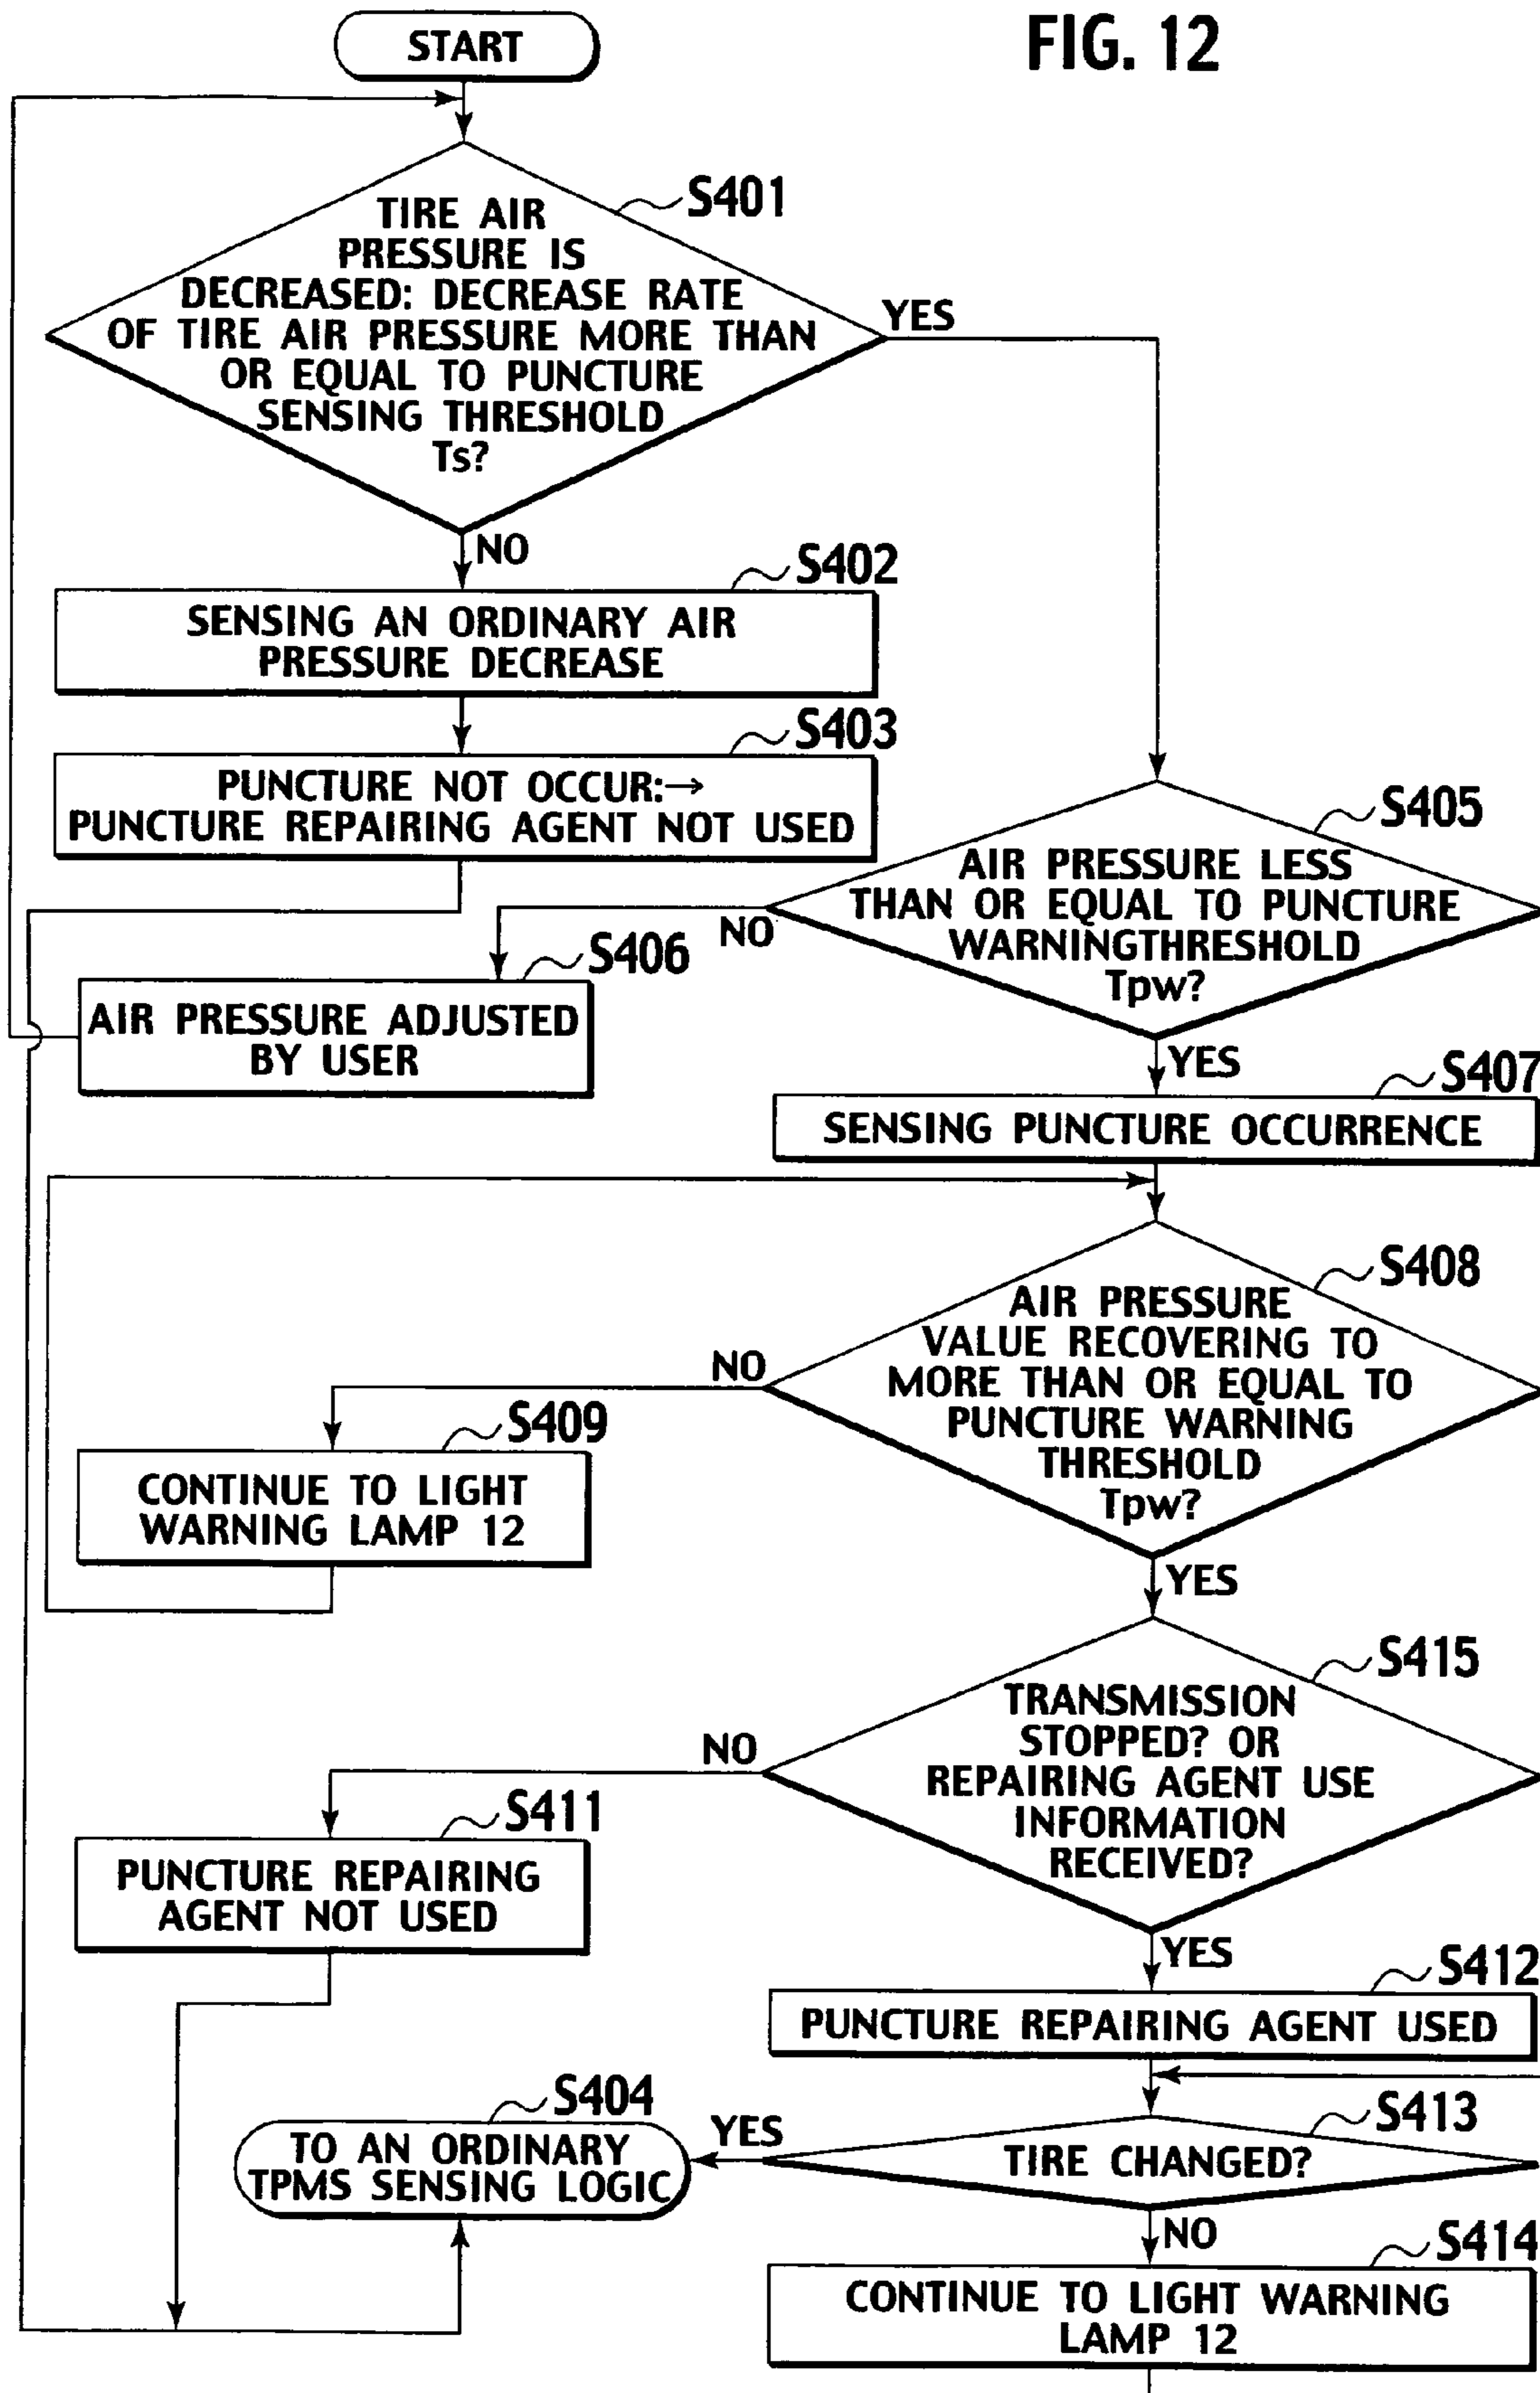 FIG. 12
START
S401
TIRE AIR
PRESSURE IS
DECREASED: DECREASE RATE
OF TIRE AIR PRESSURE MORE THAN
OR EQUAL TO PUNCTURE
SENSING THRESHOLD
Ts?
YES
NO
S402
SENSING AN ORDINARY AIR
PRESSURE DECREASE
S403
PUNCTURE NOT OCCUR:→
PUNCTURE REPAIRING AGENT NOT USED
S405
AIR PRESSURE LESS
THAN OR EQUAL TO PUNCTURE
WARNINGTHRESHOLD
Tpw?
NO
S406
AIR PRESSURE ADJUSTED
BY USER
YES
S407
SENSING PUNCTURE OCCURRENCE
S408
AIR PRESSURE
VALUE RECOVERING TO
MORE THAN OR EQUAL TO
PUNCTURE WARNING
THRESHOLD
Tpw?
NO
S409
CONTINUE TO LIGHT
WARNING LAMP 12
YES
S415
TRANSMISSION
STOPPED? OR
REPAIRING AGENT USE
INFORMATION
RECEIVED?
NO
S411
PUNCTURE REPAIRING
AGENT NOT USED
YES
S412
PUNCTURE REPAIRING AGENT USED
S413
TIRE CHANGED?
YES
S404
TO AN ORDINARY
TPMS SENSING LOGIC
NO
S414
CONTINUE TO LIGHT WARNING
LAMP 12